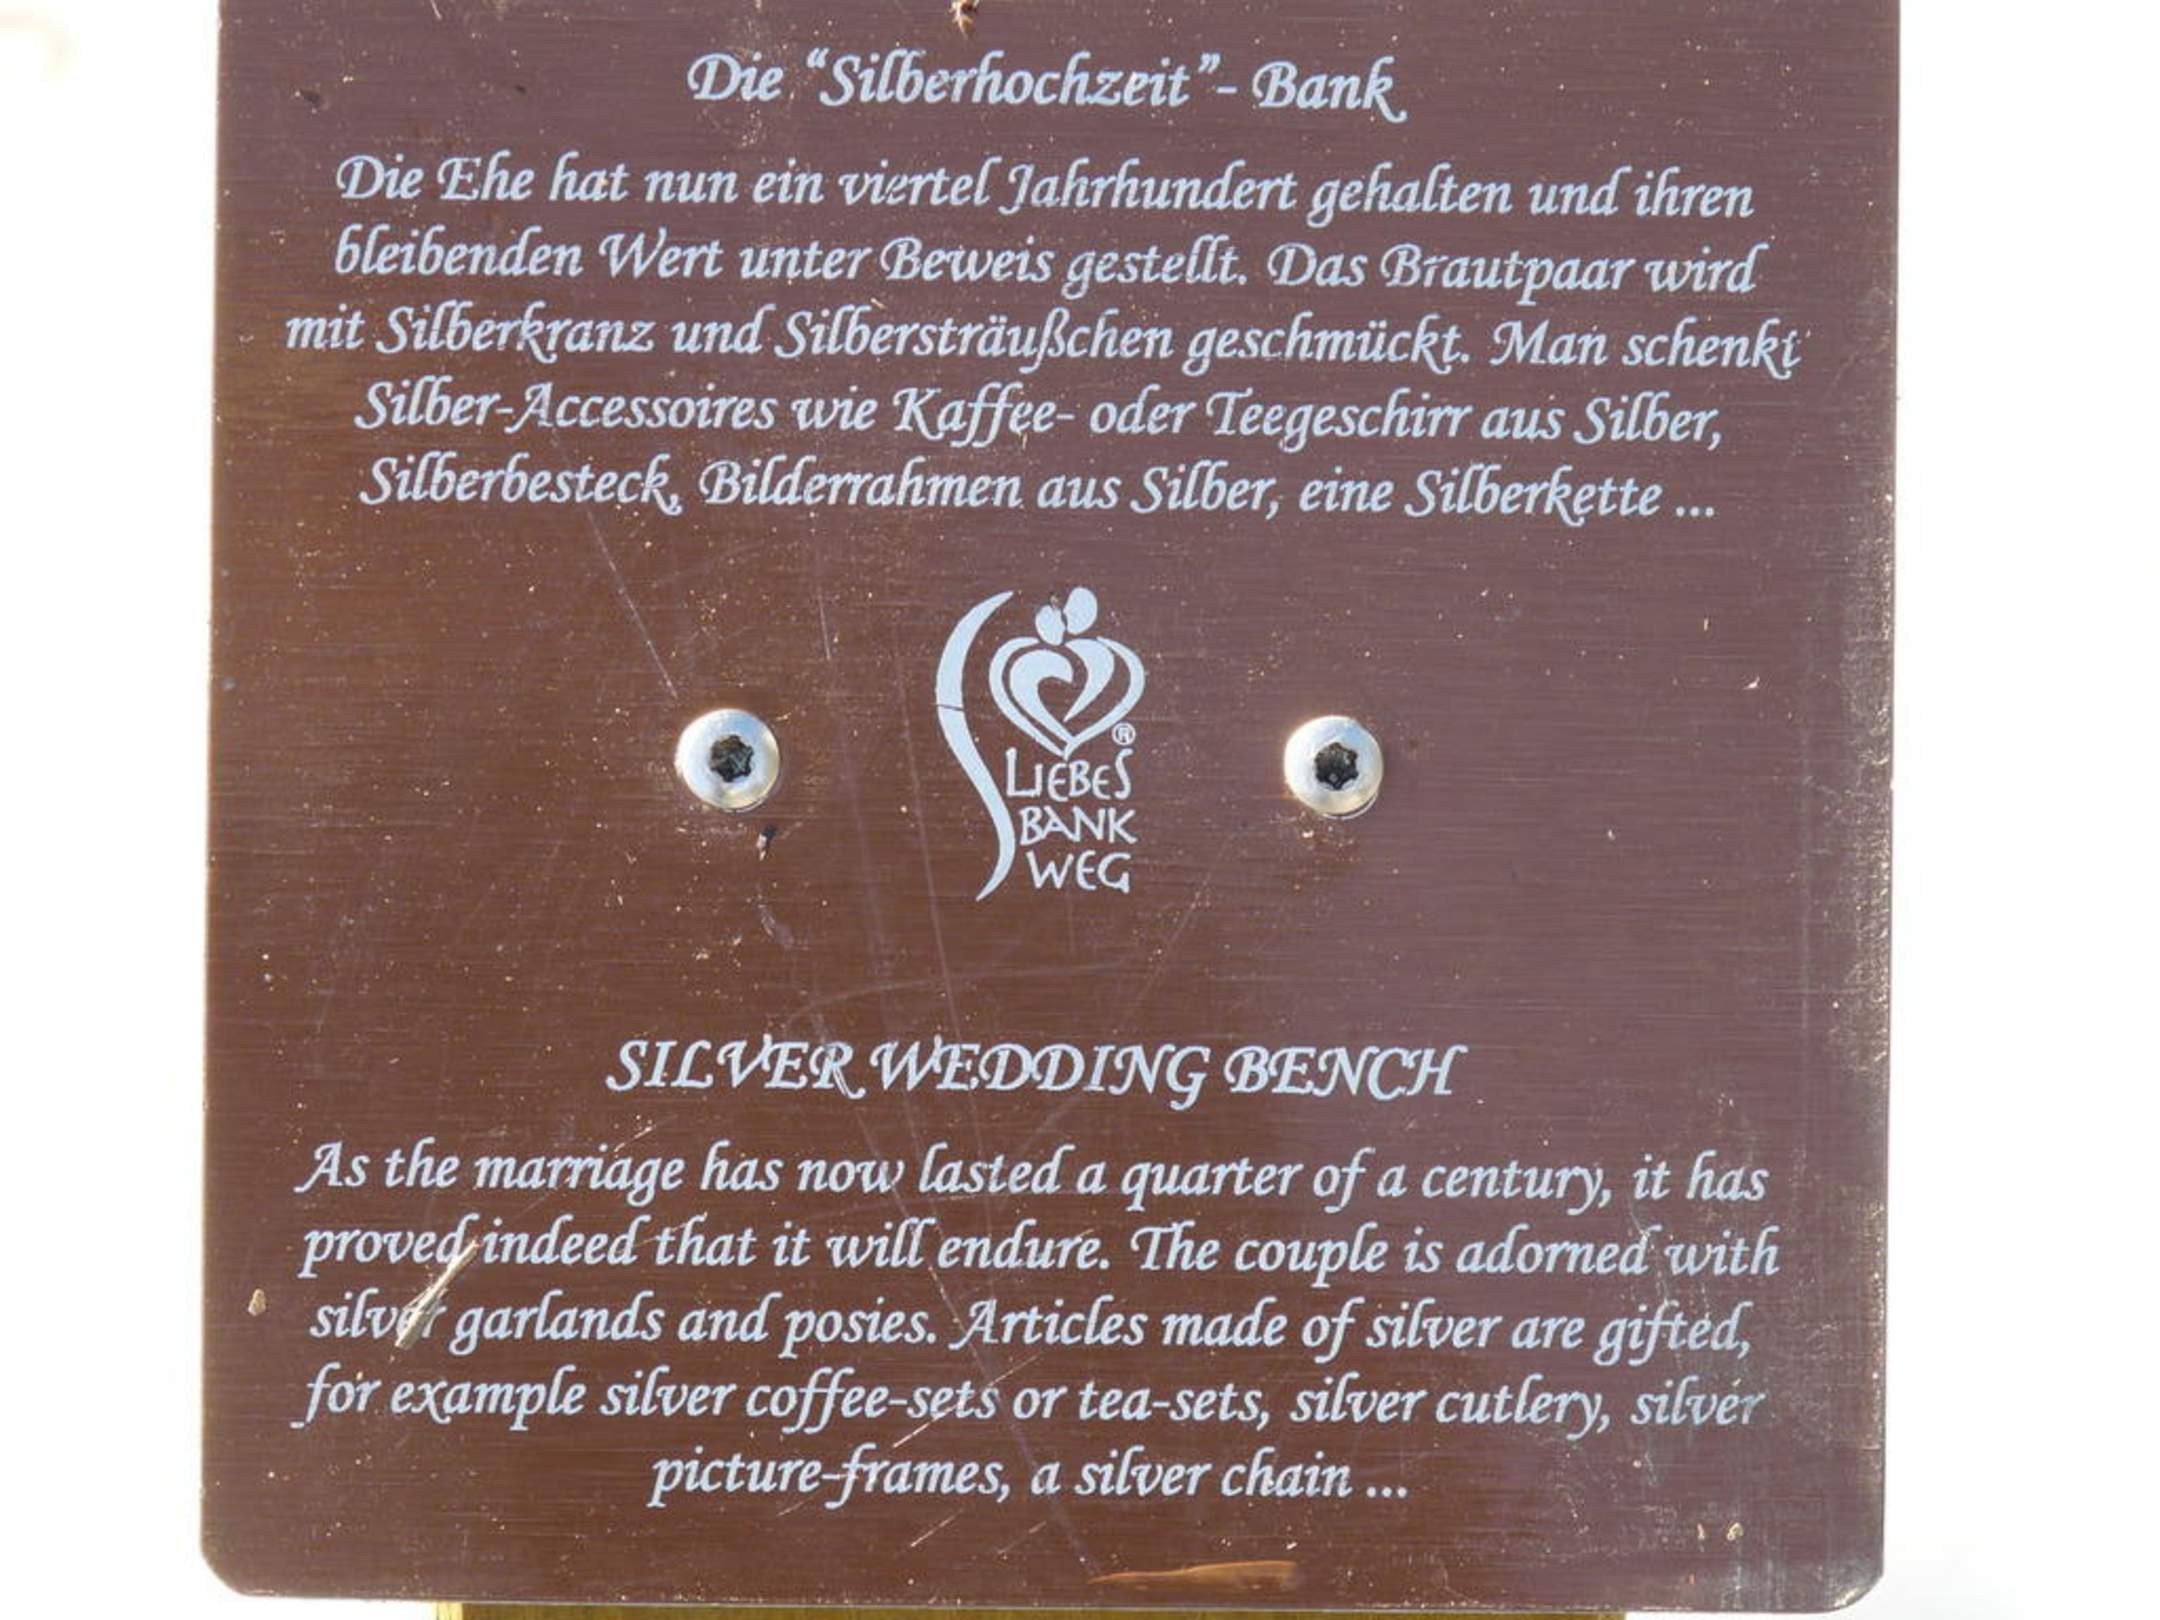 Die “Silberhochzeit”- Bank
Die Ehe hat nun ein viertel Jahrhundert gehalten und ihren
bleibenden Wert unter Beweis gestellt. Das Brautpaar wird
mit Silberkranz und Silbersträußchen geschmückt. Man schenkt
Silber-Accessoires wie Kaffee- oder Teegeschirr aus Silber,
Silberbesteck, Bilderrahmen aus Silber, eine Silberkette ...
®
LIEBES
BANK
WEG
SILVER WEDDING BENCH
As the marriage has now lasted a quarter of a century, it has
proved indeed that it will endure. The couple is adorned with
silver garlands and posies. Articles made of silver are gifted,
for example silver coffee-sets or tea-sets, silver cutlery, silver
picture-frames, a silver chain ...